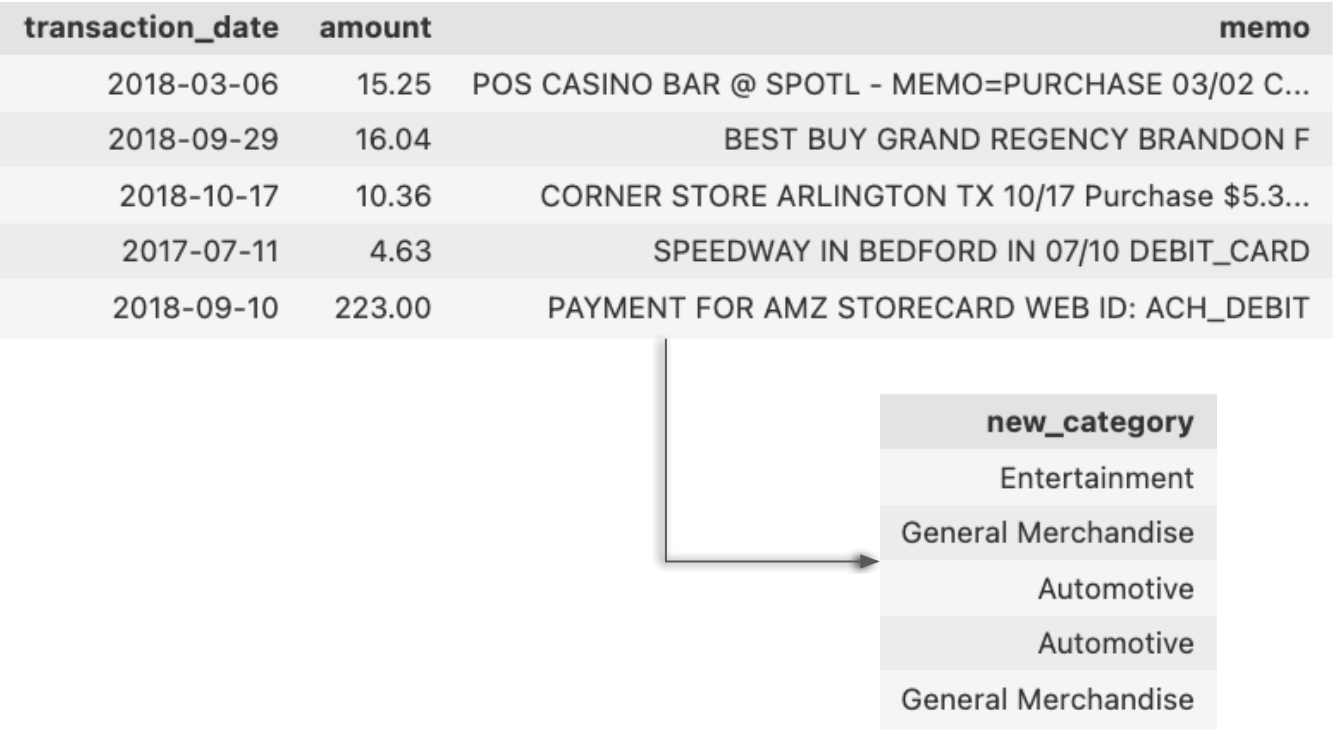 transaction_date amount memo
2018-03-06 15.25 POS CASINO BAR @ SPOTL - MEMO=PURCHASE 03/02 C...
2018-09-29 16.04 BEST BUY GRAND REGENCY BRANDON F
2018-10-17 10.36 CORNER STORE ARLINGTON TX 10/17 Purchase $5.3...
2017-07-11 4.63 SPEEDWAY IN BEDFORD IN 07/10 DEBIT_CARD
2018-09-10 223.00 PAYMENT FOR AMZ STORECARD WEB ID: ACH_DEBIT
new_category
Entertainment
General Merchandise
Automotive
Automotive
General Merchandise